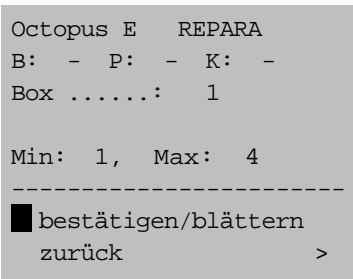 Octopus E   REPARA
B:  - P:  - K:  -
Box ......:   1
Min:  1,  Max:  4
------------------------
bestätigen/blättern
zurück              >